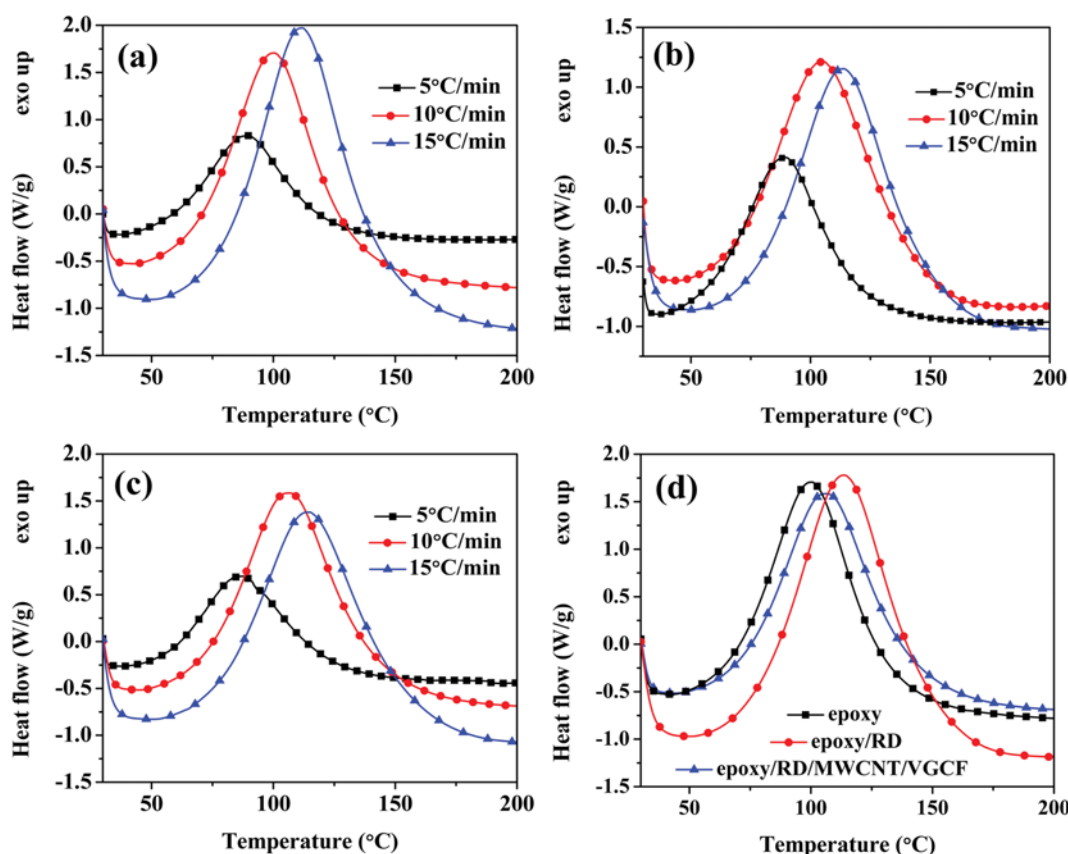 (a)
5°C/min
10°C/min
15°C/min
2.0
1.5
1.0
0.5
0.0
-0.5
-1.0
-1.5
50
100
150
200
Heat flow (W/g) exo up
Temperature (°C)
(b)
5°C/min
10°C/min
15°C/min
1.5
1.0
0.5
0.0
-0.5
-1.0
50
100
150
200
Heat flow (W/g) exo up
Temperature (°C)
(c)
5°C/min
10°C/min
15°C/min
2.0
1.5
1.0
0.5
0.0
-0.5
-1.0
-1.5
50
100
150
200
Heat flow (W/g) exo up
Temperature (°C)
(d)
epoxy
epoxy/RD
epoxy/RD/MWCNT/VGCF
2.0
1.5
1.0
0.5
0.0
-0.5
-1.0
-1.5
50
100
150
200
Heat flow (W/g) exo up
Temperature (°C)